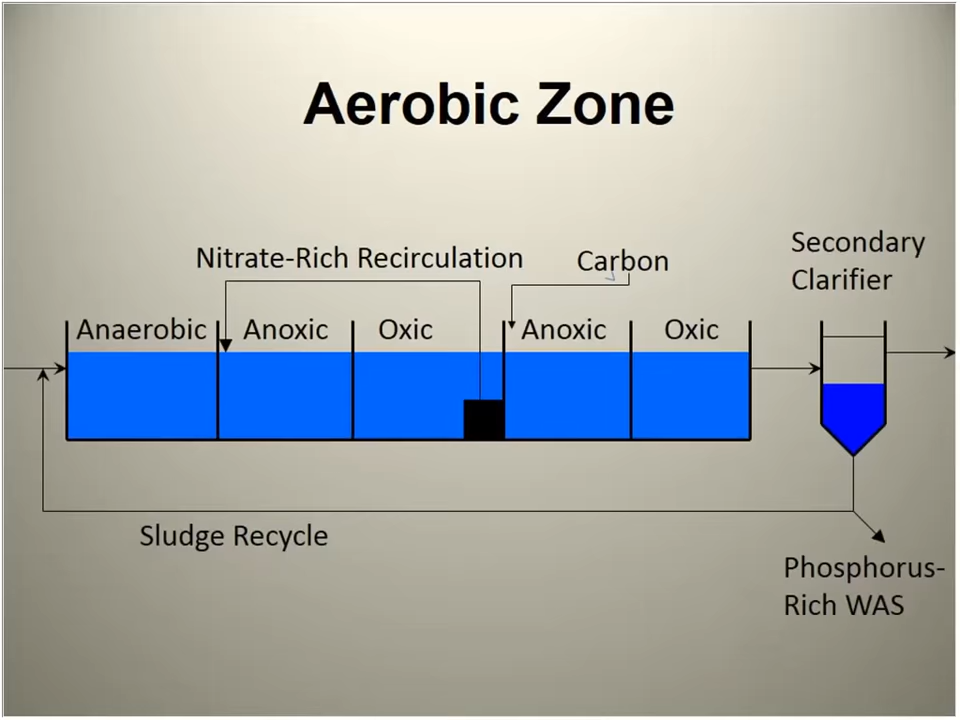 Aerobic Zone
Nitrate-Rich Recirculation
Carbon
Secondary
Clarifier
Anaerobic
Anoxic
Oxic
Anoxic
Oxic
Sludge Recycle
Phosphorus-
Rich WAS